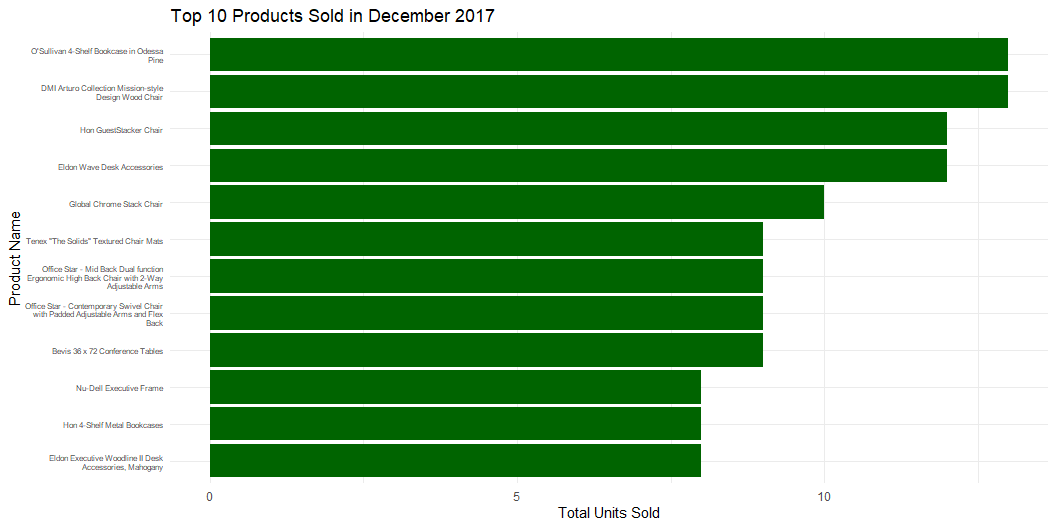 Top 10 Products Sold in December 2017
Product Name
O'Sullivan 4-Shelf Bookcase in Odessa
Pine
DMI Arturo Collection Mission-style
Design Wood Chair
Hon GuestStacker Chair
Eldon Wave Desk Accessories
Global Chrome Stack Chair
Tenex "The Solids" Textured Chair Mats
Office Star - Mid Back Dual function
Ergonomic High Back Chair with 2-Way
Adjustable Arms
Office Star - Contemporary Swivel Chair
with Padded Adjustable Arms and Flex
Back
Bevis 36 x 72 Conference Tables
Nu-Dell Executive Frame
Hon 4-Shelf Metal Bookcases
Eldon Executive Woodline II Desk
Accessories, Mahogany
0 5 10
Total Units Sold